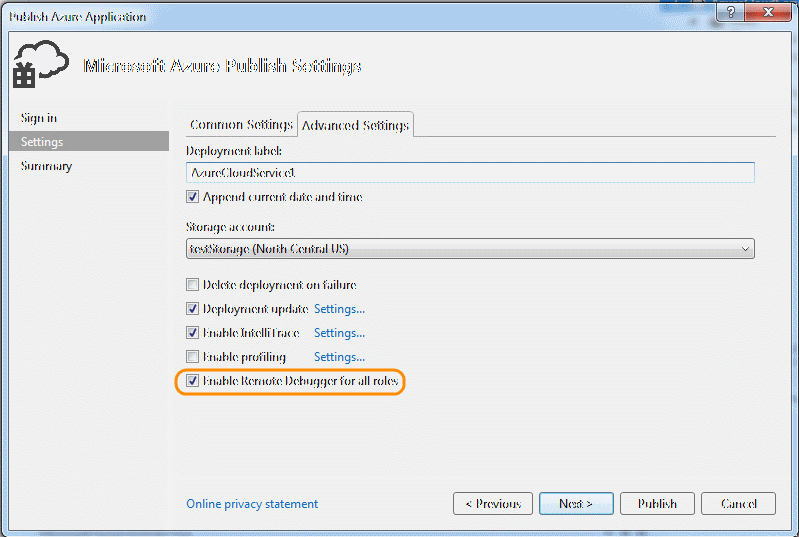 Publish Azure Application
?
Microsoft Azure Publish Settings
Sign in
Settings
Summary
Common Settings
Advanced Settings
Deployment label:
AzureCloudService1
Append current date and time
Storage account:
testStorage (North Central US)
Delete deployment on failure
Deployment update Settings...
Enable IntelliTrace Settings...
Enable profiling Settings...
Enable Remote Debugger for all roles
Online privacy statement
< Previous
Next >
Publish
Cancel